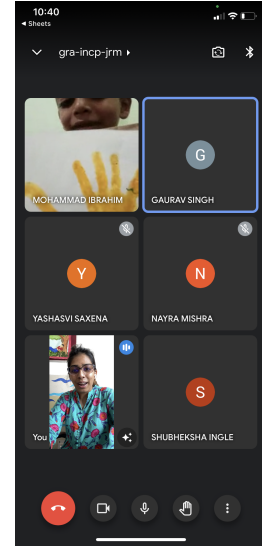 10:40
◀ Sheets
gra-incp-jrm ▸
MOHAMMAD IBRAHIM
G
GAURAV SINGH
Y
YASHASVI SAXENA
N
NAYRA MISHRA
You
S
SHUBHEKSHA INGLE